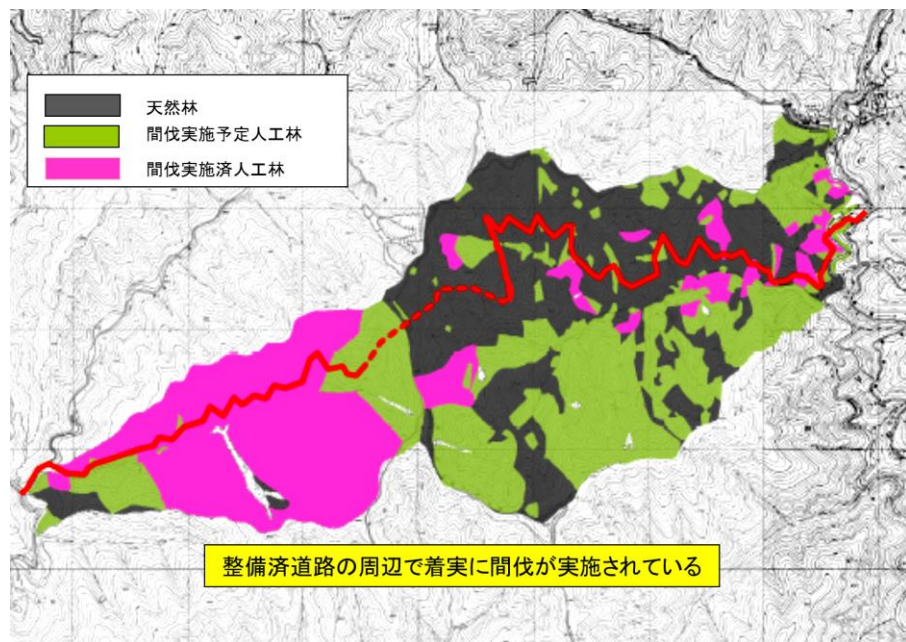 天然林
間伐実施予定人工林
間伐実施済人工林
整備済道路の周辺で着実に間伐が実施されている